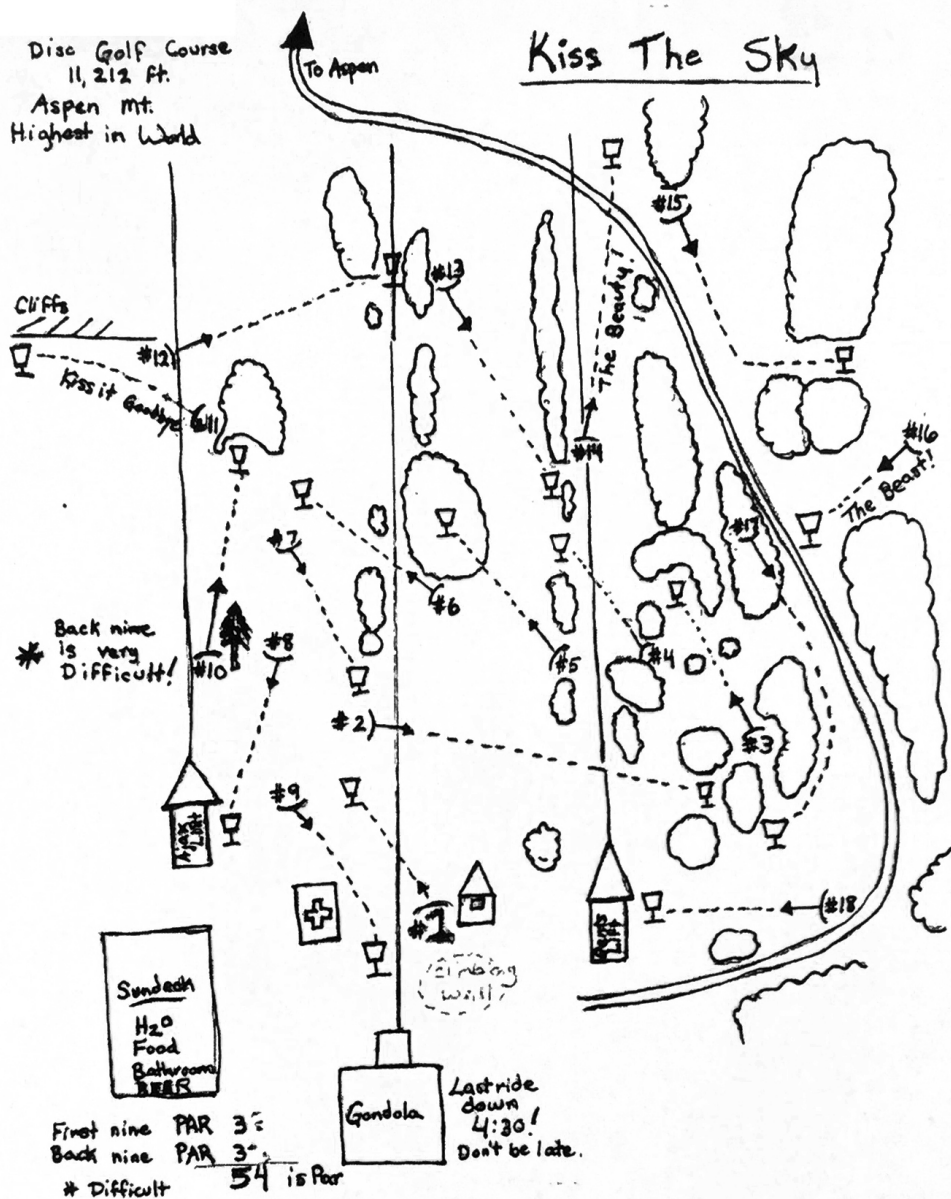 Disc Golf Course
11,212 ft.
Aspen Mt.
Highest in World
To Aspen
Kiss The Sky
#15
#13
Cliffs
#12
The Beauty!
Kiss it Goodbye
#11
#14
#16
The Beast!
#17
#7
#6
* Back nine
is very
Difficult!
#10
#8
#5
#4
#2
#3
#9
Ajax
Lift
#1
#18
Lift
Climbing
Wall
Sundeck
H2O
Food
Bathroom
BEER
Gondola
Last ride
down
4:30!
Don't be late.
First nine PAR 3
Back nine PAR 3
54 is Par
# Difficult